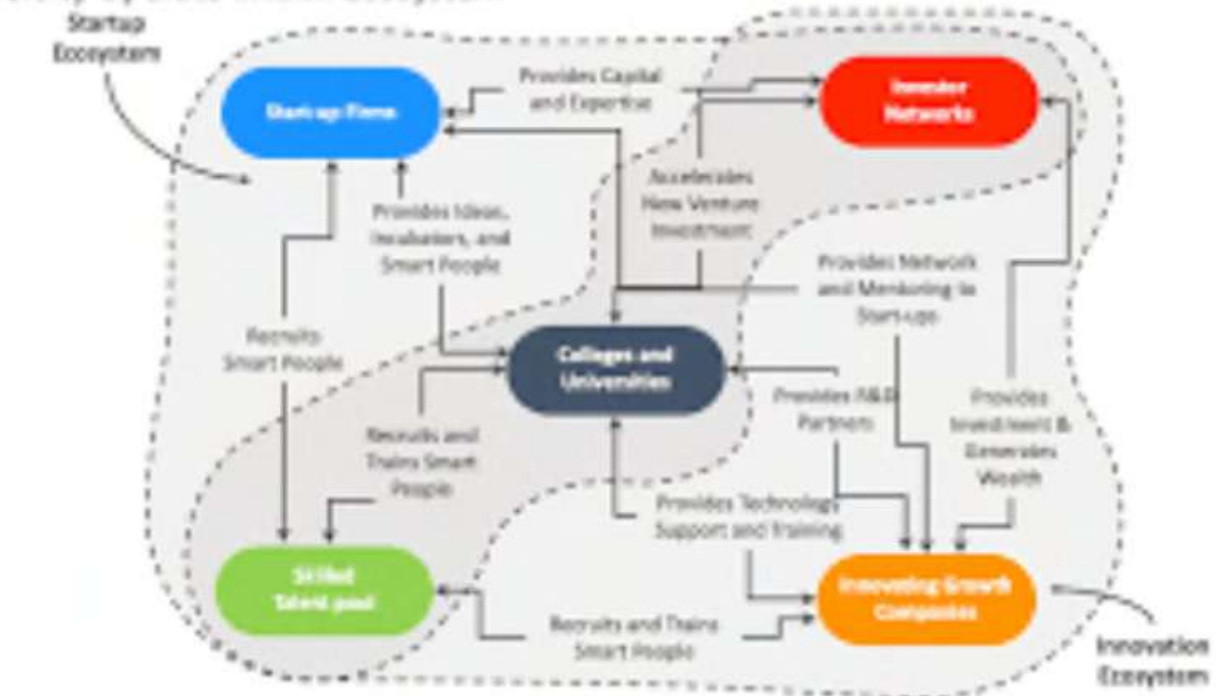 Startup
Ecosystem
Start-up Firms
Provides Capital
and Expertise
Investor
Networks
Accelerates
New Venture
Investment
Provides Ideas,
Incubators, and
Smart People
Provides Network
and Mentoring to
Start-ups
Recruits
Smart People
Colleges and
Universities
Provides R&D
Partners
Provides
Investment &
Generates
Wealth
Recruits and
Trains Smart
People
Provides Technology
Support and Training
Skilled
Talent pool
Innovating Growth
Companies
Recruits and Trains
Smart People
Innovation
Ecosystem